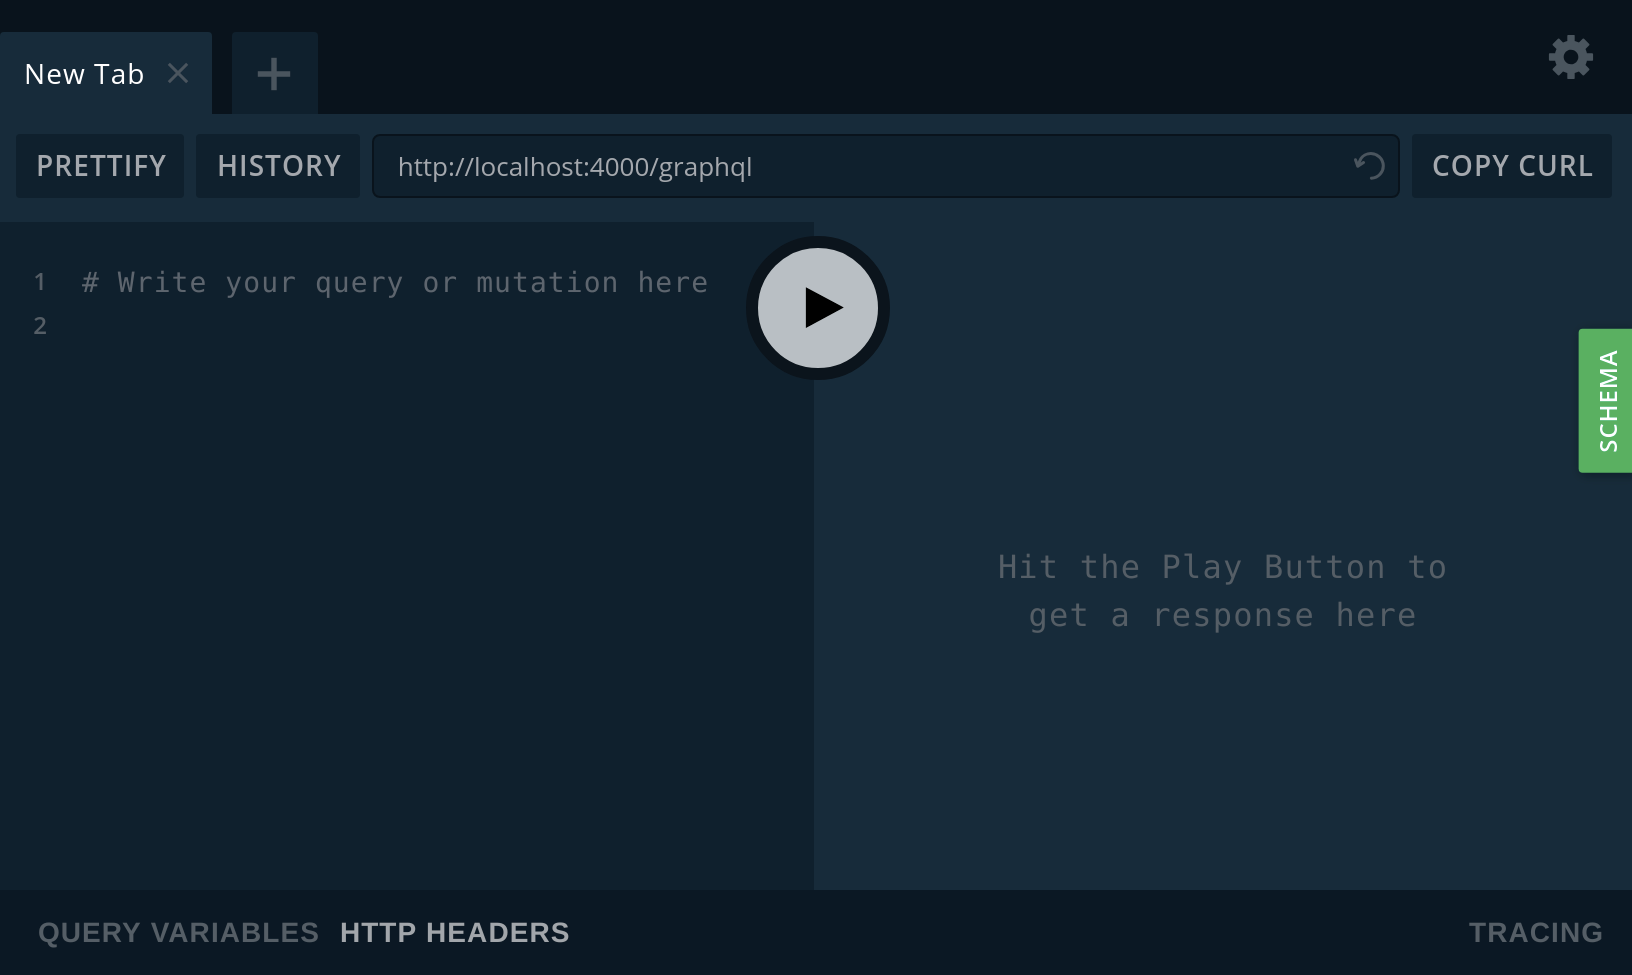 New Tab
PRETTIFY
HISTORY
http://localhost:4000/graphql
COPY CURL
1 # Write your query or mutation here
2
SCHEMA
Hit the Play Button to
get a response here
QUERY VARIABLES
HTTP HEADERS
TRACING